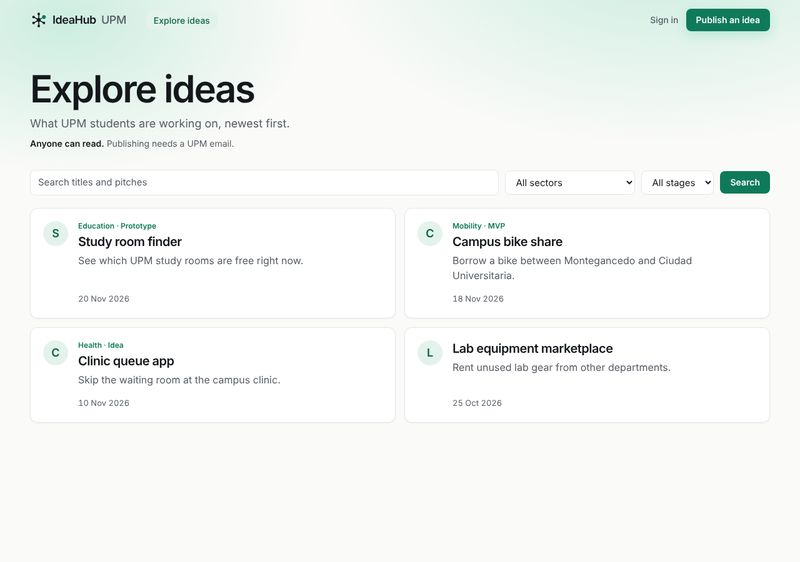 IdeaHub UPM
Explore ideas
Sign in
Publish an idea
Explore ideas
What UPM students are working on, newest first.
Anyone can read. Publishing needs a UPM email.
Search titles and pitches
All sectors
All stages
Search
S
Education · Prototype
Study room finder
See which UPM study rooms are free right now.
20 Nov 2026
C
Mobility · MVP
Campus bike share
Borrow a bike between Montegancedo and Ciudad
Universitaria.
18 Nov 2026
C
Health · Idea
Clinic queue app
Skip the waiting room at the campus clinic.
10 Nov 2026
L
Lab equipment marketplace
Rent unused lab gear from other departments.
25 Oct 2026